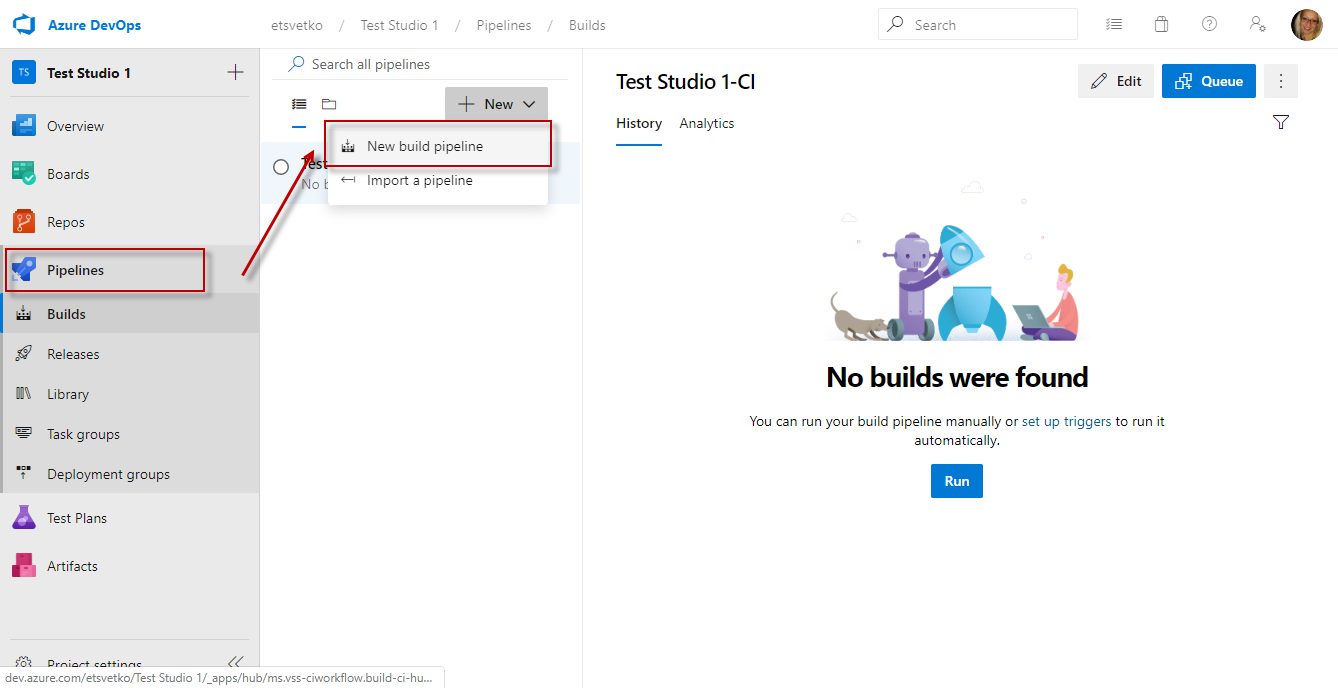 Azure DevOps
etsvetko / Test Studio 1 / Pipelines / Builds
Search
TS
Test Studio 1
Overview
Boards
Repos
Pipelines
Builds
Releases
Library
Task groups
Deployment groups
Test Plans
Artifacts
Project settings
dev.azure.com/etsvetko/Test Studio 1/_apps/hub/ms.vss-ciworkflow.build-ci-hu...
Search all pipelines
New
New build pipeline
Import a pipeline
Test
No b
Test Studio 1-CI
Edit
Queue
History
Analytics
No builds were found
You can run your build pipeline manually or set up triggers to run it
automatically.
Run